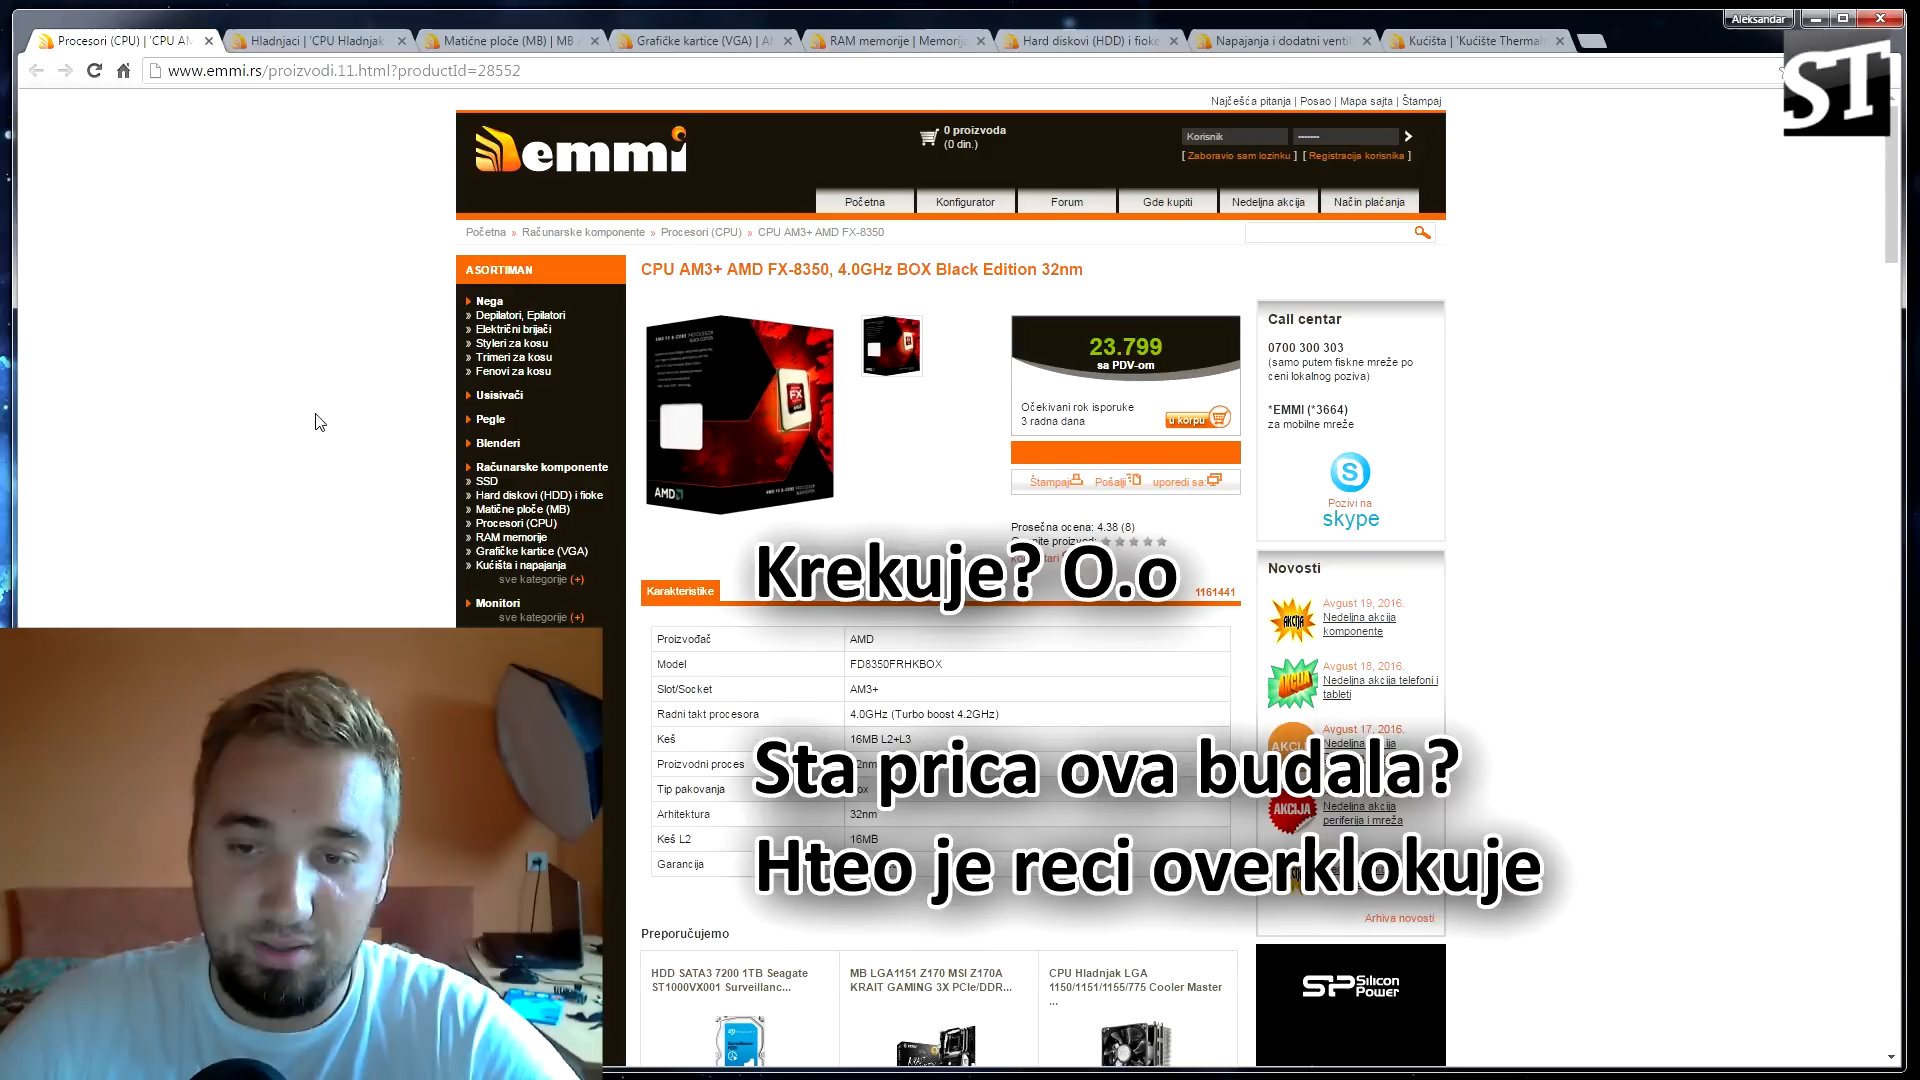 Aleksandar
Procesori (CPU) | 'CPU AM
Hladnjaci | 'CPU Hladnjak
Matične ploče (MB) | MB
Grafičke kartice (VGA) |
RAM memorije | Memorija
Hard diskovi (HDD) i fioke
Napajanja i dodatni ventil
Kućišta | 'Kućište Thermal
www.emmi.rs/proizvodi.11.html?productId=28552
ST
Najčešća pitanja | Posao | Mapa sajta | Štampaj
emmi
0 proizvoda
(0 din.)
Korisnik
[ Zaboravio sam lozinku ] [ Registracija korisnika ]
Početna
Konfigurator
Forum
Gde kupiti
Nedeljna akcija
Način plaćanja
Početna » Računarske komponente » Procesori (CPU) » CPU AM3+ AMD FX-8350
ASORTIMAN
Nega
» Depilatori, Epilatori
» Električni brijači
» Styleri za kosu
» Trimeri za kosu
» Fenovi za kosu
Usisivači
Pegle
Blenderi
Računarske komponente
» SSD
» Hard diskovi (HDD) i fioke
» Matične ploče (MB)
» Procesori (CPU)
» RAM memorije
» Grafičke kartice (VGA)
» Kućišta i napajanja
sve kategorije (+)
Monitori
sve kategorije (+)
CPU AM3+ AMD FX-8350, 4.0GHz BOX Black Edition 32nm
AMD
FX
AMD
23.799
sa PDV-om
Očekivani rok isporuke
3 radna dana
u korpu
Štampaj
Pošalji
uporedi sa:
Prosečna ocena: 4.38 (8)
Krekuje? O.o
Karakteristike
1161441
Proizvođač AMD
Model FD8350FRHKBOX
Slot/Socket AM3+
Radni takt procesora 4.0GHz (Turbo boost 4.2GHz)
Keš 16MB L2+L3
Proizvodni proces
Tip pakovanja
Arhitektura 32nm
Keš L2 16MB
Garancija
Sta prica ova budala?
Hteo je reci overklokuje
Preporučujemo
HDD SATA3 7200 1TB Seagate
ST1000VX001 Surveillanc...
MB LGA1151 Z170 MSI Z170A
KRAIT GAMING 3X PCIe/DDR...
CPU Hladnjak LGA
1150/1151/1155/775 Cooler Master
...
Call centar
0700 300 303
(samo putem fiskne mreže po
ceni lokalnog poziva)
*EMMI (*3664)
za mobilne mreže
Pozivi na
skype
Novosti
AKCIJA
Avgust 19, 2016.
Nedeljna akcija
komponente
AKCIJA
Avgust 18, 2016.
Nedeljna akcija telefoni i
tableti
Avgust 17, 2016.
AKCIJA
Nedeljna akcija
periferija i mreža
Arhiva novosti
SP Silicon
Power